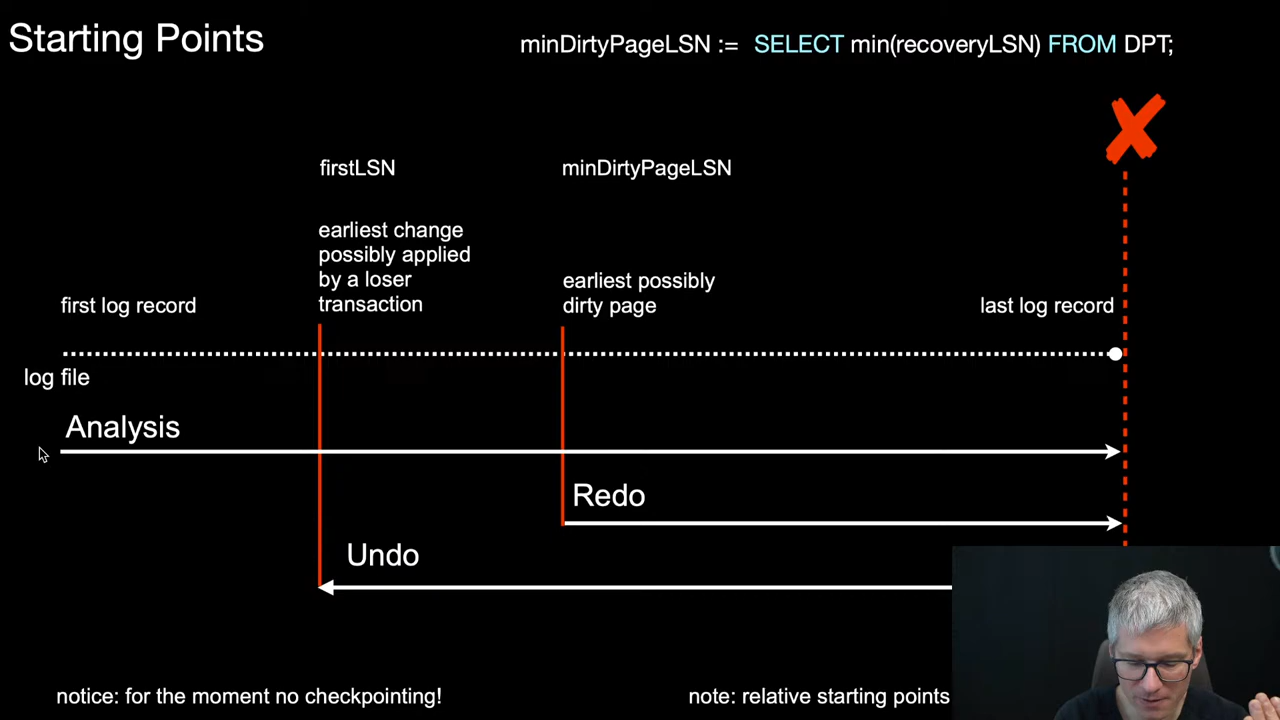 Starting Points
minDirtyPageLSN := SELECT min(recoveryLSN) FROM DPT;
firstLSN
minDirtyPageLSN
earliest change
possibly applied
by a loser
transaction
earliest possibly
dirty page
first log record
last log record
log file
Analysis
Redo
Undo
notice: for the moment no checkpointing!
note: relative starting points